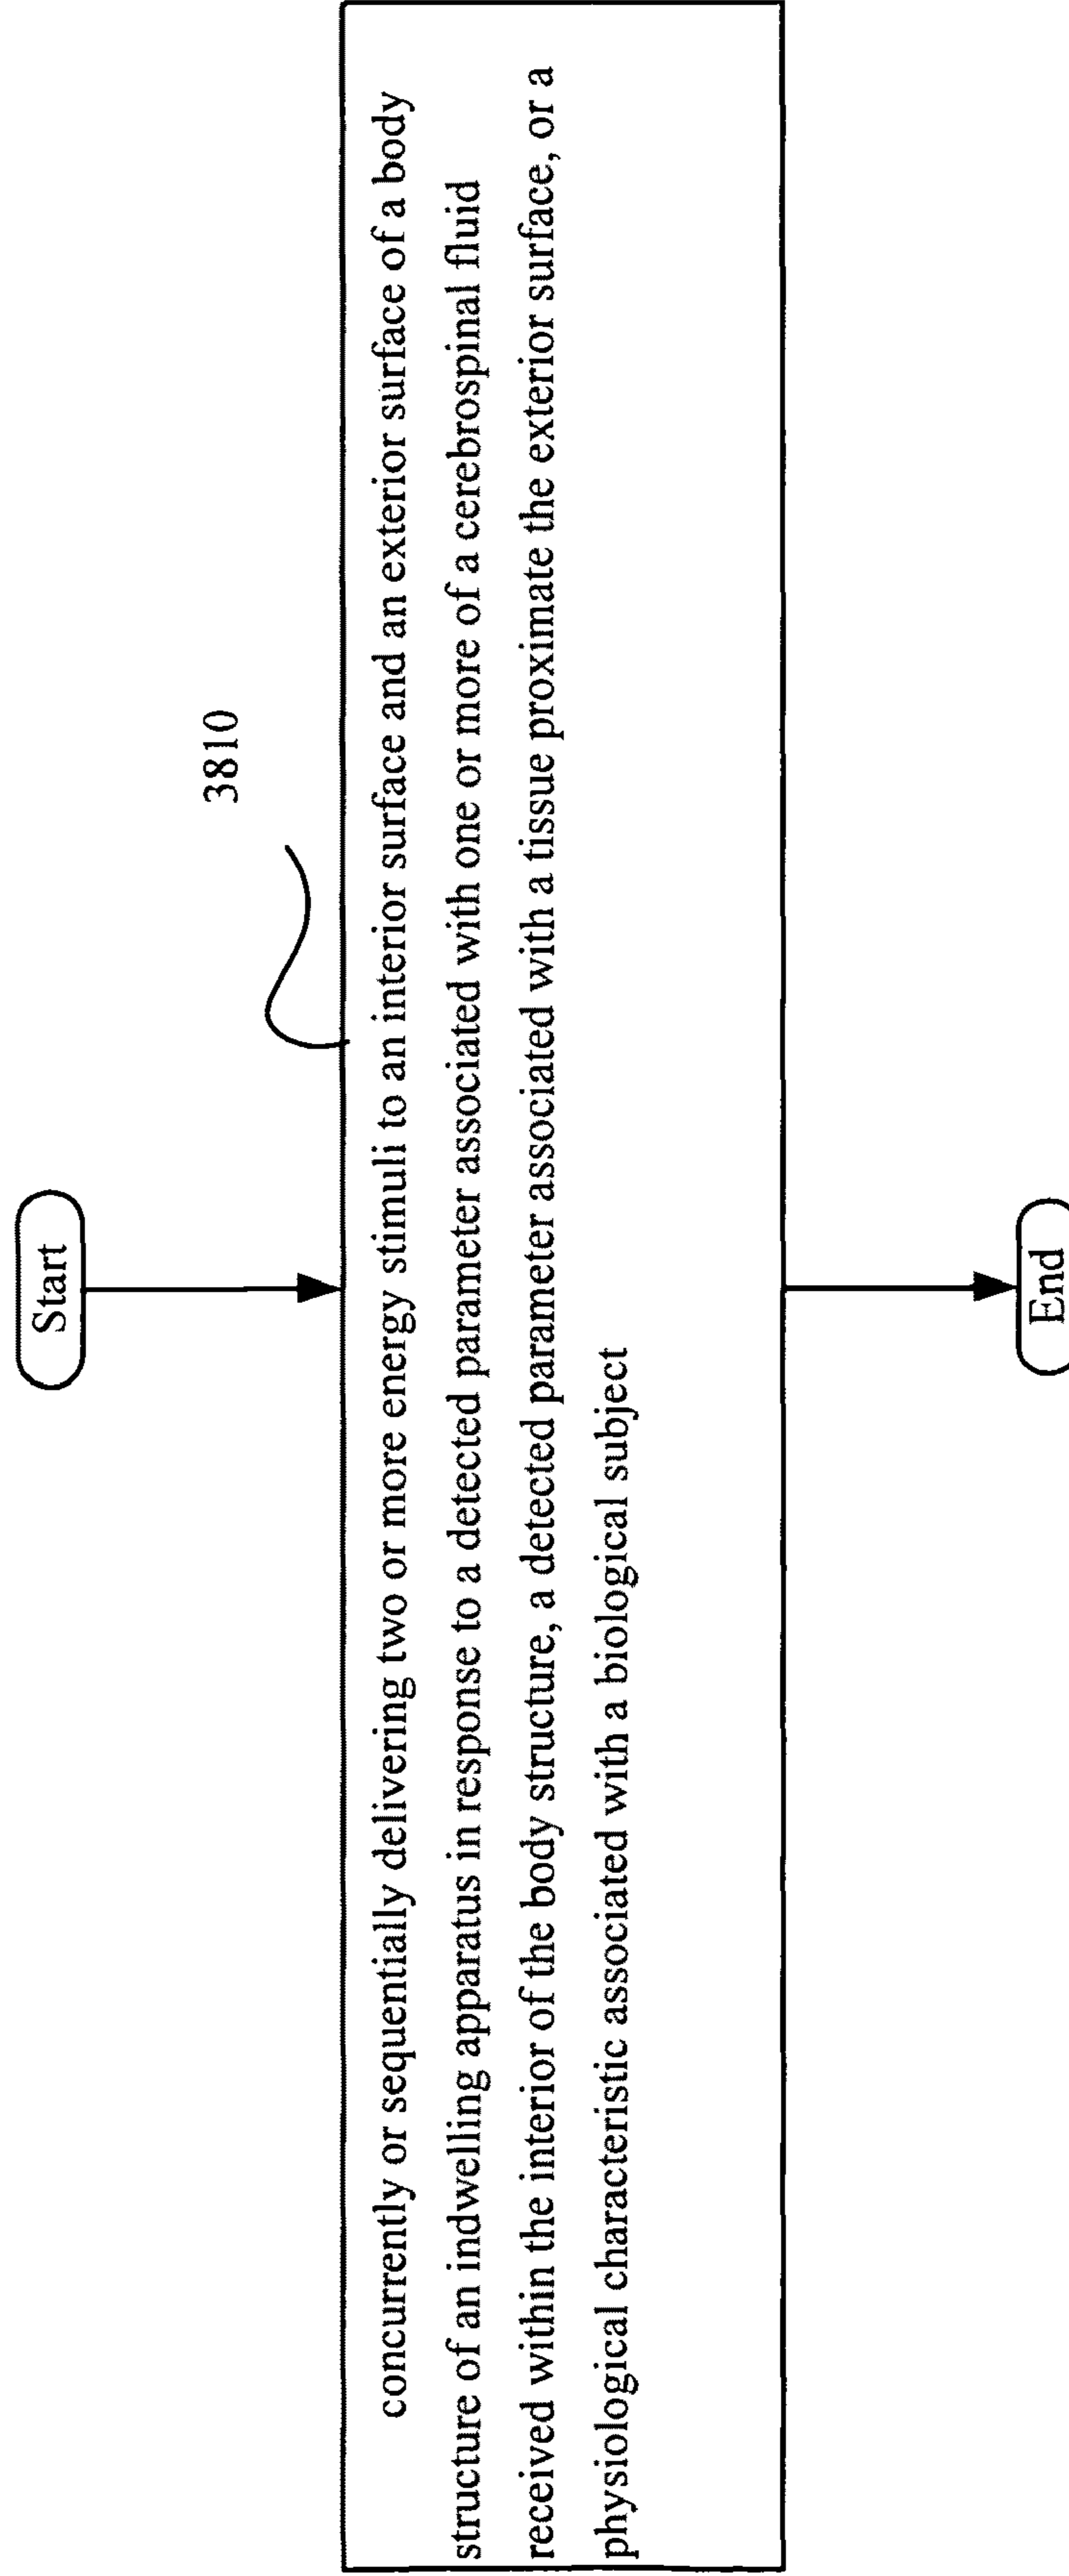 Start
3810
concurrently or sequentially delivering two or more energy stimuli to an interior surface and an exterior surface of a body
structure of an indwelling apparatus in response to a detected parameter associated with one or more of a cerebrospinal fluid
received within the interior of the body structure, a detected parameter associated with a tissue proximate the exterior surface, or a
physiological characteristic associated with a biological subject
End